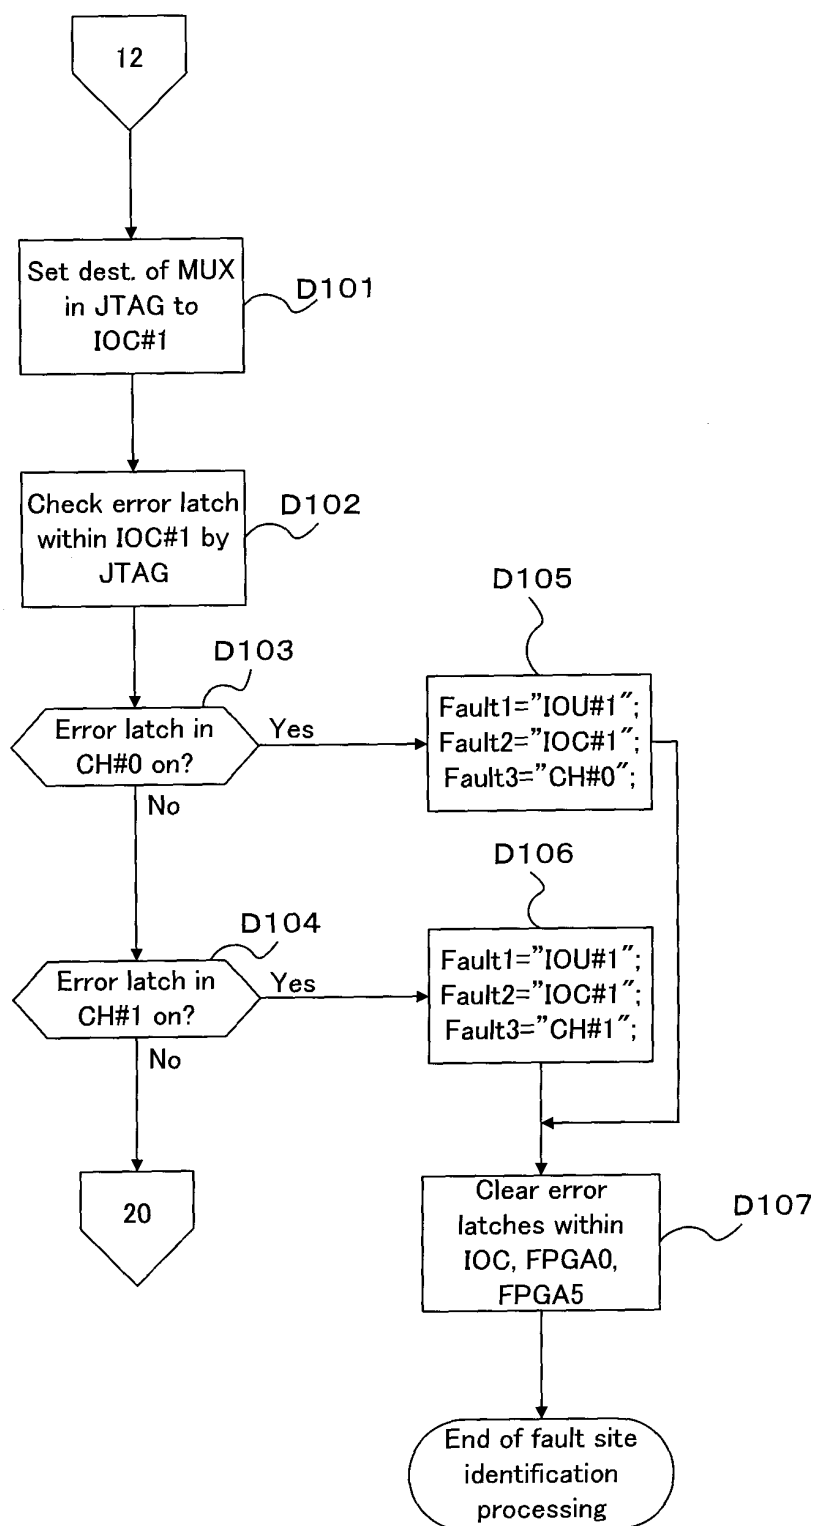 12
Set dest. of MUX
in JTAG to
IOC#1
D101
Check error latch
within IOC#1 by
JTAG
D102
D103
Error latch in
CH#0 on?
Yes
No
D105
Fault1="IOU#1";
Fault2="IOC#1";
Fault3="CH#0";
D104
Error latch in
CH#1 on?
Yes
No
D106
Fault1="IOU#1";
Fault2="IOC#1";
Fault3="CH#1";
20
Clear error
latches within
IOC, FPGA0,
FPGA5
D107
End of fault site
identification
processing